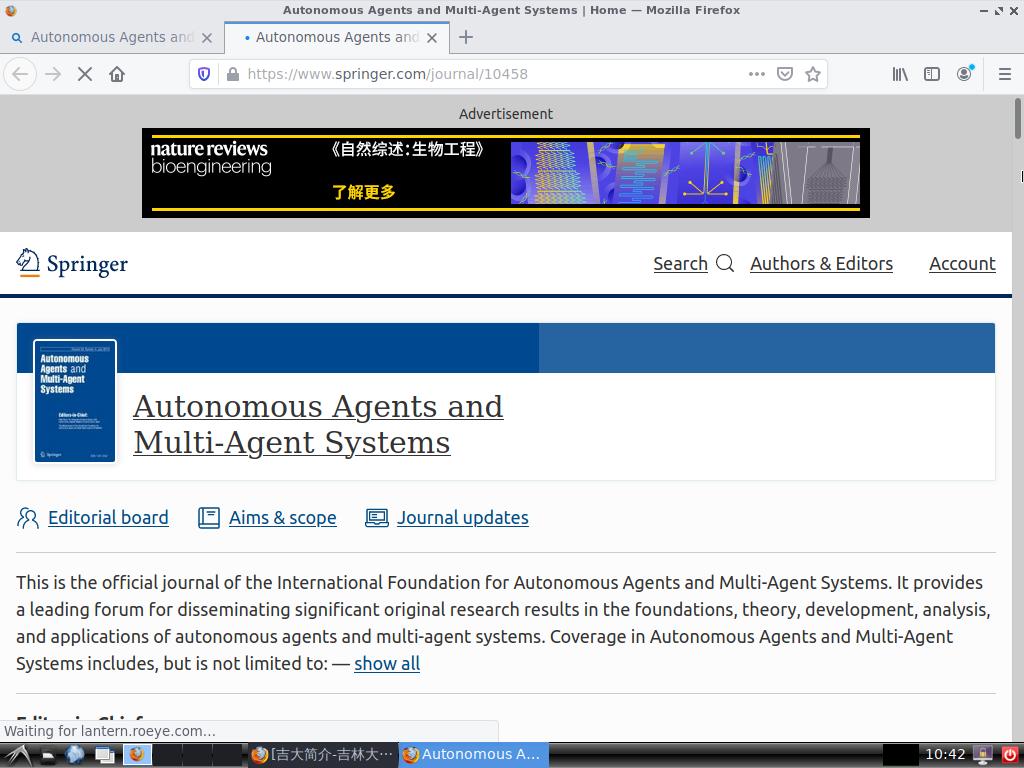 Autonomous Agents and Multi-Agent Systems | Home — Mozilla Firefox
Autonomous Agents and
Autonomous Agents and
https://www.springer.com/journal/10458
Advertisement
nature reviews
bioengineering
《自然综述：生物工程》
了解更多
Springer
Search
Authors & Editors
Account
Autonomous
Agents and
Multi-Agent
Systems
Editors-in-Chief:
Springer
Autonomous Agents and
Multi-Agent Systems
Editorial board
Aims & scope
Journal updates
This is the official journal of the International Foundation for Autonomous Agents and Multi-Agent Systems. It provides
a leading forum for disseminating significant original research results in the foundations, theory, development, analysis,
and applications of autonomous agents and multi-agent systems. Coverage in Autonomous Agents and Multi-Agent
Systems includes, but is not limited to: — show all
Waiting for lantern.roeye.com...
[吉大简介-吉林大…
Autonomous A...
10:42